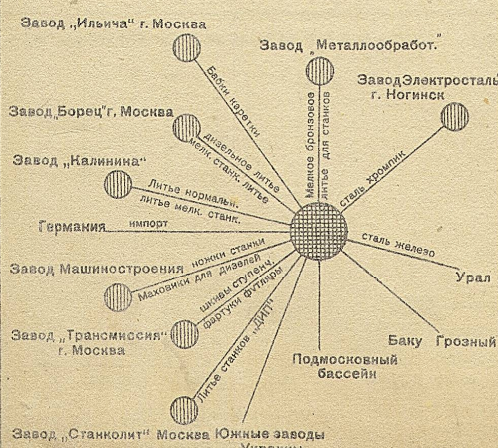 Завод „Ильича“ г. Москва
Завод „Металлообработ.“
Завод Электросталь
г. Ногинск
Бабки каретки
Мелкое бронзовое
литье для станков
сталь хромпик
Завод „Борец“ г. Москва
дизельное литье
мелк. станк. литье
Завод „Калинина“
Литье нормальн.
литье мелк. станк.
Германия
импорт
сталь железо
Урал
ножки станки
Завод Машиностроения
Маховики для дизелей
шкивы ступенч.
фартуки футляры
Завод „Трансмиссия“
г. Москва
Литье станков „ДИП“
Баку
Грозный
Подмосковный
бассейн
Завод „Станколит“ Москва
Южные заводы